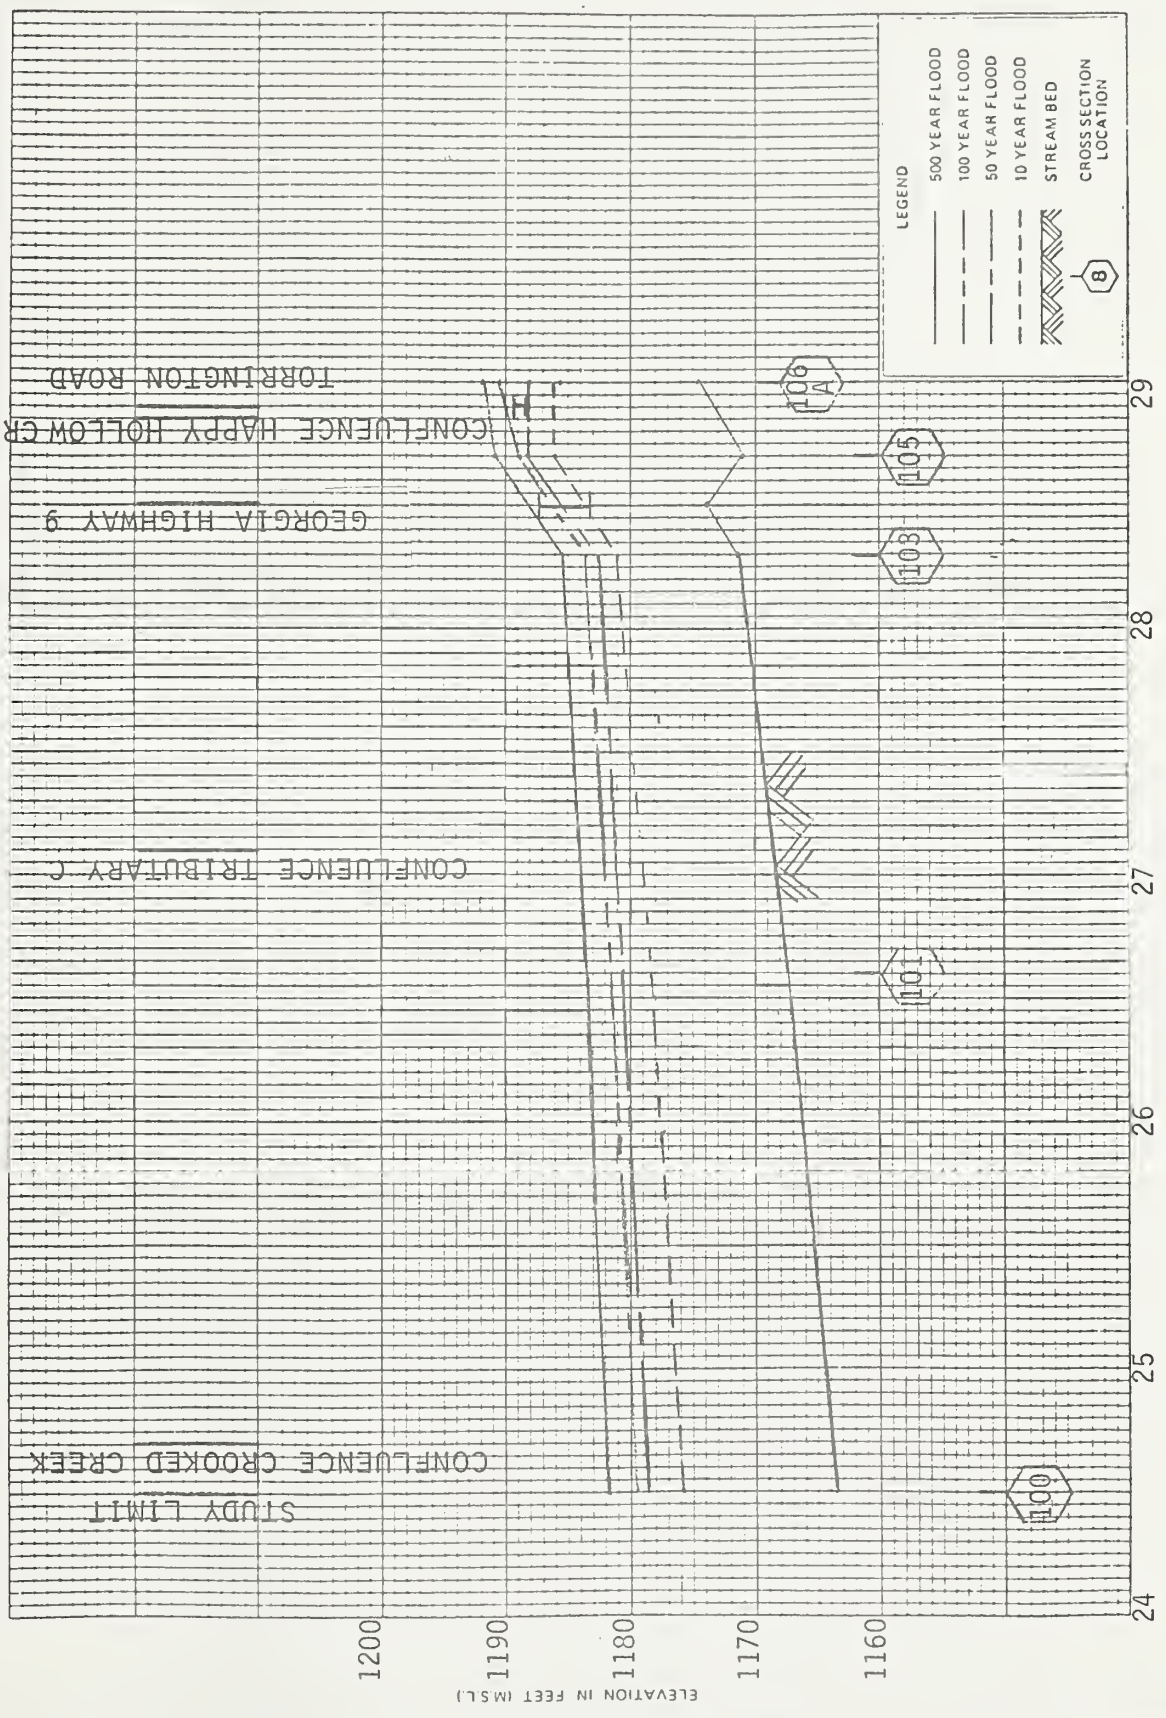 ELEVATION IN FEET (M.S.L.)
1200
1190
1180
1170
1160
24
25
26
27
28
29
STUDY LIMIT
CONFLUENCE CROOKED CREEK
CONFLUENCE TRIBUTARY C
GEORGIA HIGHWAY 9
CONFLUENCE HAPPY HOLLOW CR
TORRINGTON ROAD
100
101
103
105
106
A
LEGEND
500 YEAR FLOOD
100 YEAR FLOOD
50 YEAR FLOOD
10 YEAR FLOOD
STREAM BED
8
CROSS SECTION
LOCATION